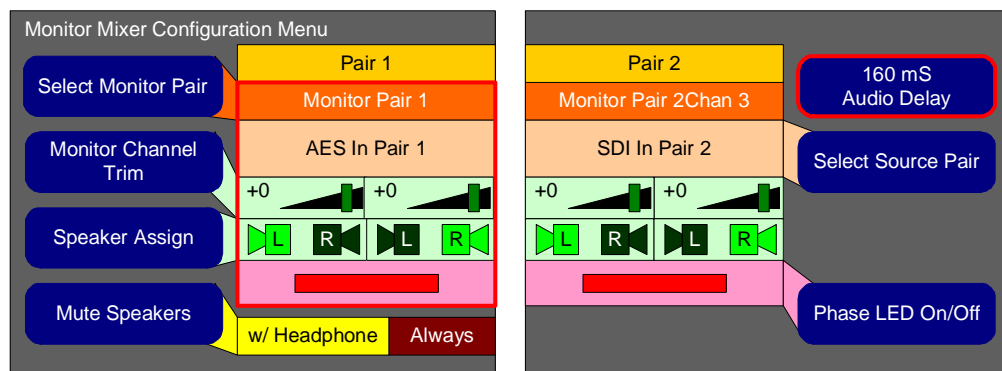 Monitor Mixer Configuration Menu
Pair 1
Pair 2
Select Monitor Pair
Monitor Pair 1
Monitor Pair 2Chan 3
160 mS
Audio Delay
Monitor Channel
Trim
AES In Pair 1
SDI In Pair 2
Select Source Pair
+0
+0
+0
+0
Speaker Assign
L
R
L
R
L
R
L
R
Mute Speakers
Phase LED On/Off
w/ Headphone
Always